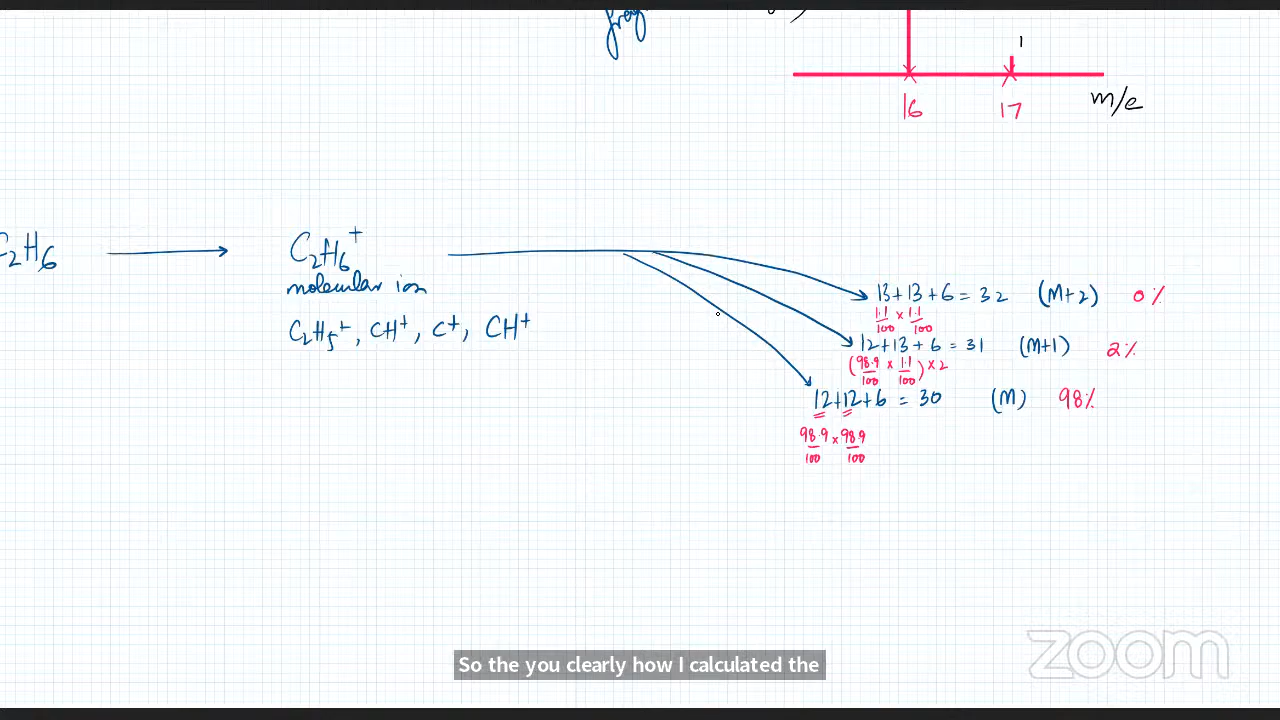 1
16 17 m/e
C2H6 C2H6+
molecular ion
C2H5+, CH+, C+, CH+
13+13+6=32 (M+2) 0%
1.1/100 × 1.1/100
12+13+6 = 31 (M+1) 2%
(98.9/100 × 1.1/100) × 2
12+12+6 = 30 (M) 98%
98.9/100 × 98.9/100
So the you clearly how I calculated the
zoom